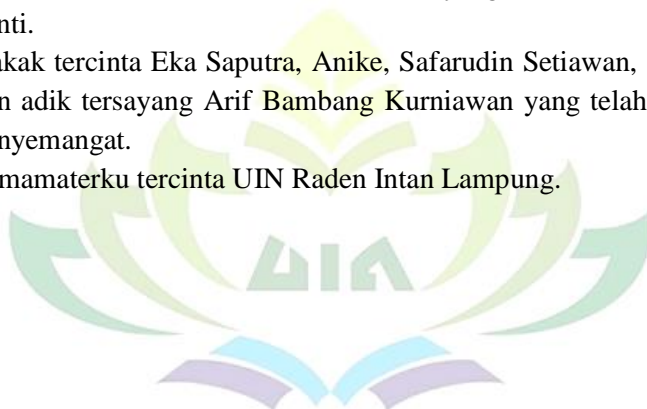 nti.
akak tercinta Eka Saputra, Anike, Safarudin Setiawan,
n adik tersayang Arif Bambang Kurniawan yang telah
nyemangat.
mamaterku tercinta UIN Raden Intan Lampung.
UIN